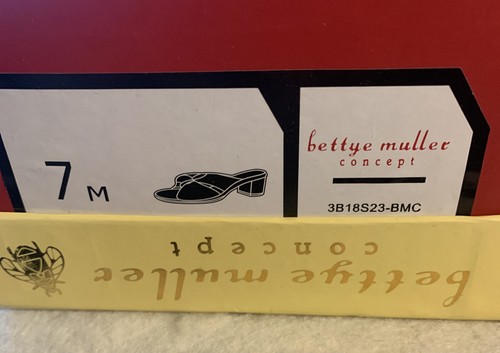 7 M
bettye muller
concept
3B18S23-BMC
bettye muller
concept